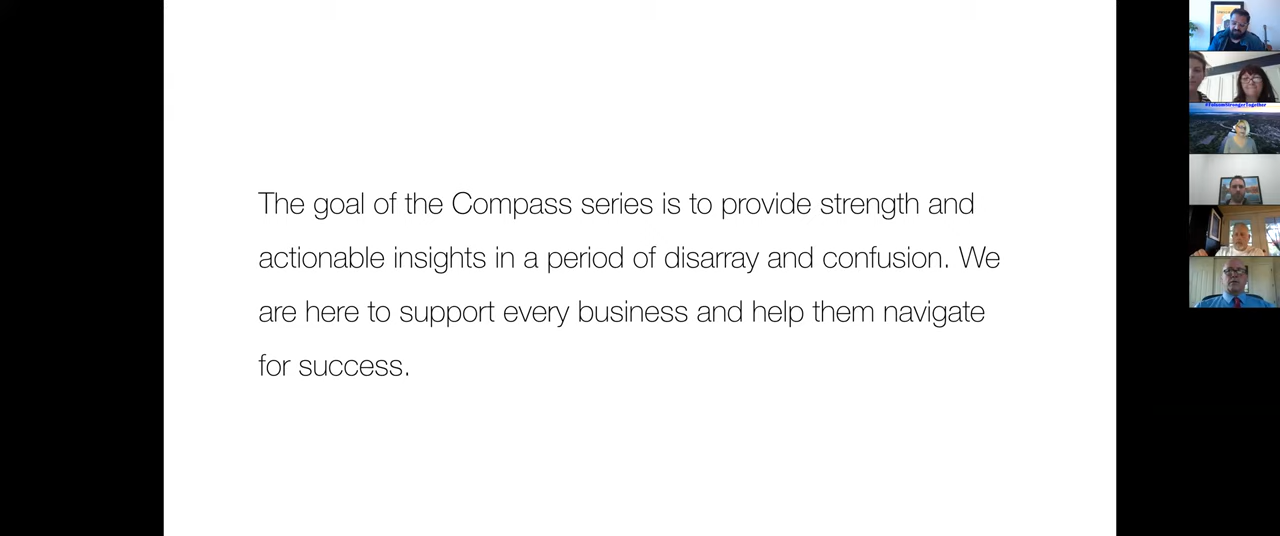 The goal of the Compass series is to provide strength and
actionable insights in a period of disarray and confusion. We
are here to support every business and help them navigate
for success.
#FolsomStrongerTogether